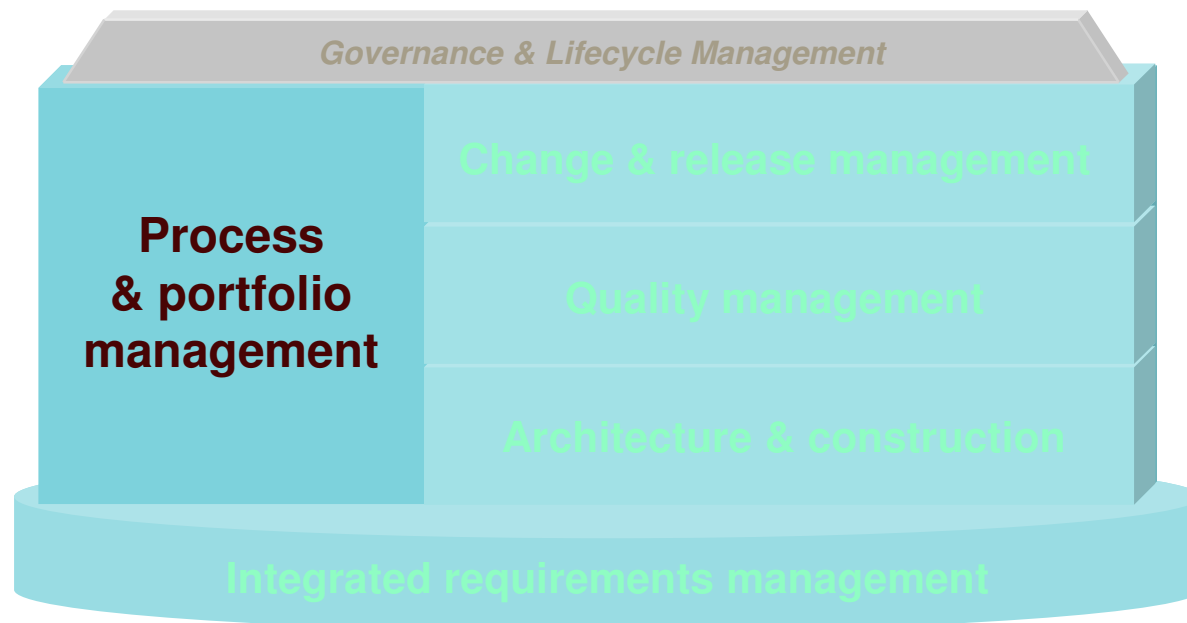 Governance & Lifecycle Management
Process
& portfolio
management
Change & release management
Quality management
Architecture & construction
Integrated requirements management